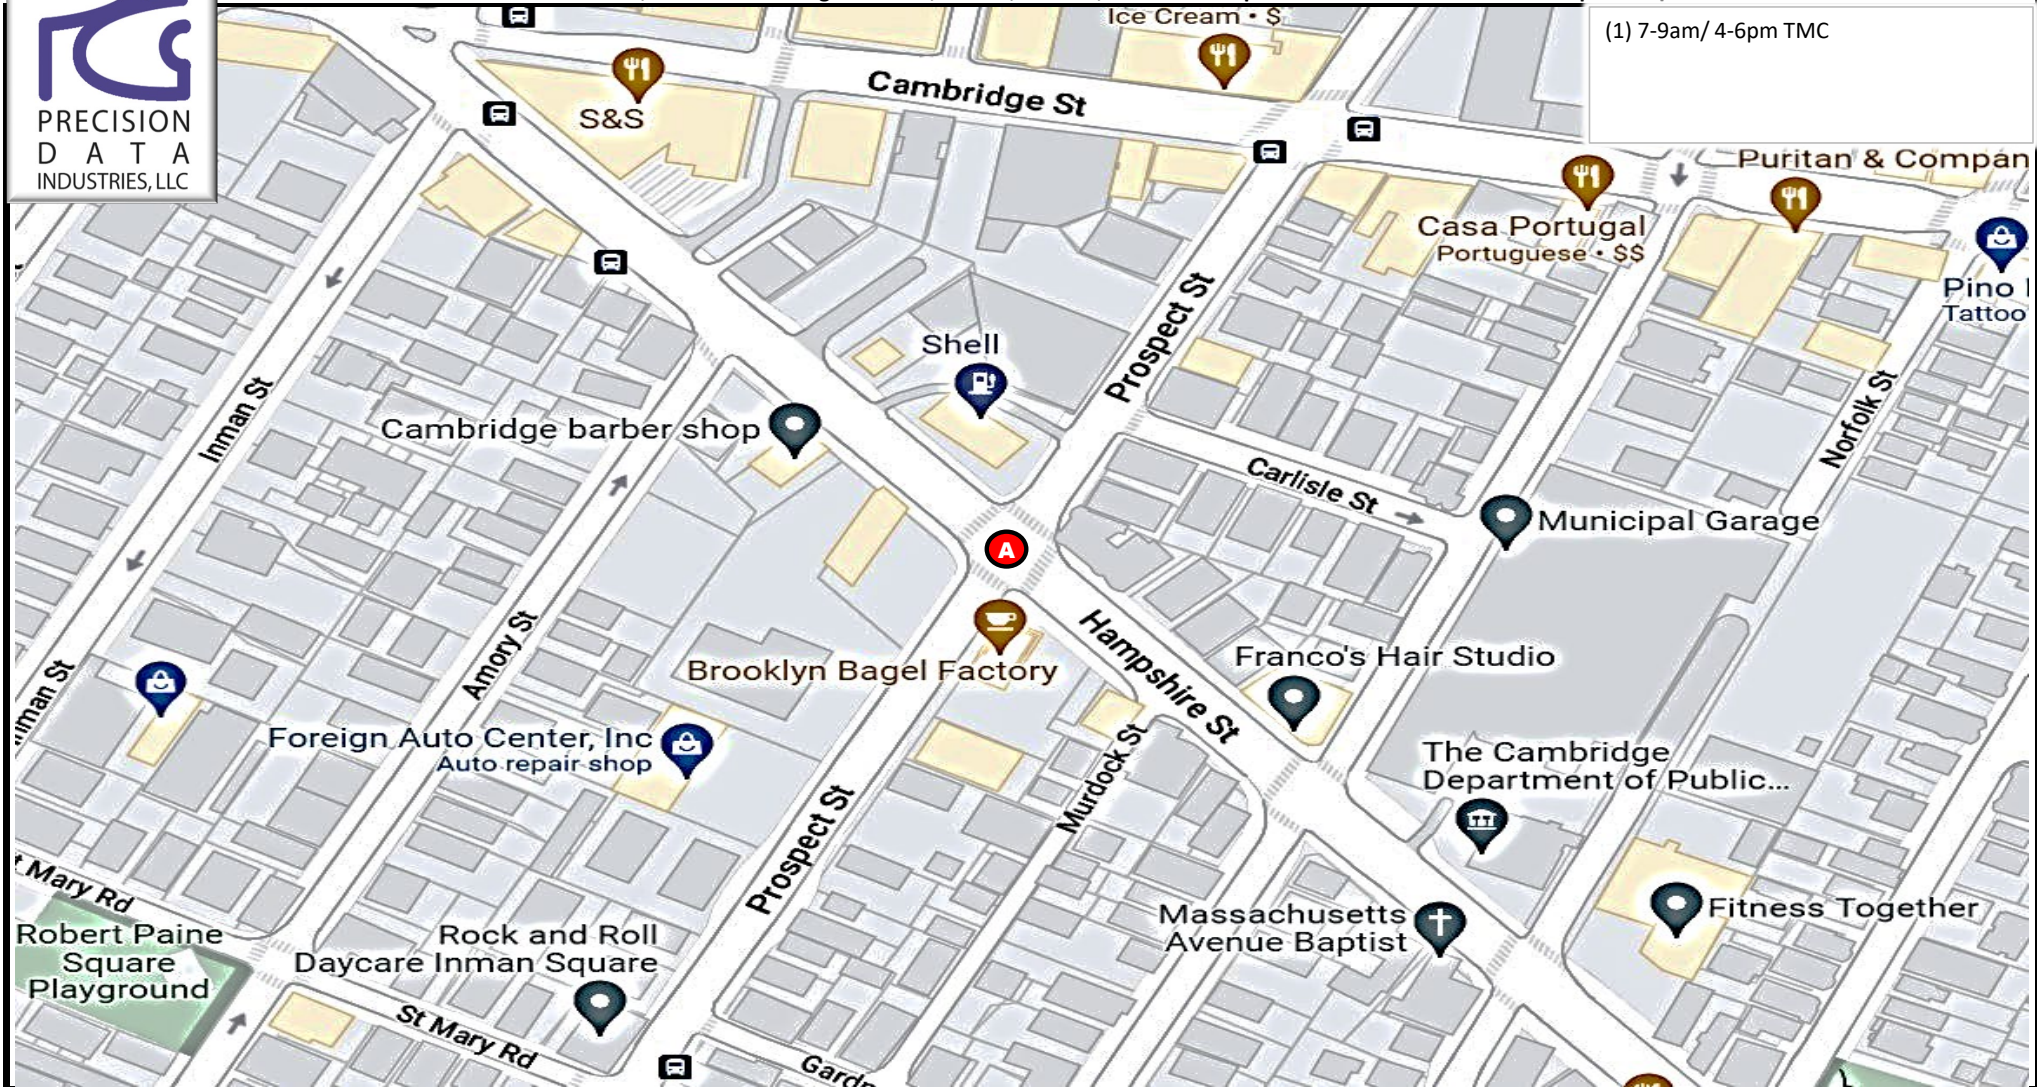 Ice Cream • $
(1) 7-9am/ 4-6pm TMC
PRECISION
DATA
INDUSTRIES, LLC
S&S
Cambridge St
Puritan & Compan
Casa Portugal
Portuguese • $$
Pino
Tattoo
Prospect St
Shell
Inman St
Cambridge barber shop
Norfolk St
Carlisle St
Municipal Garage
A
Amory St
Hampshire St
Brooklyn Bagel Factory
Franco's Hair Studio
nman St
Foreign Auto Center, Inc
Auto repair shop
Murdock St
The Cambridge
Department of Public...
Prospect St
t Mary Rd
Massachusetts
Avenue Baptist
Fitness Together
Robert Paine
Square
Playground
Rock and Roll
Daycare Inman Square
St Mary Rd
Gardn